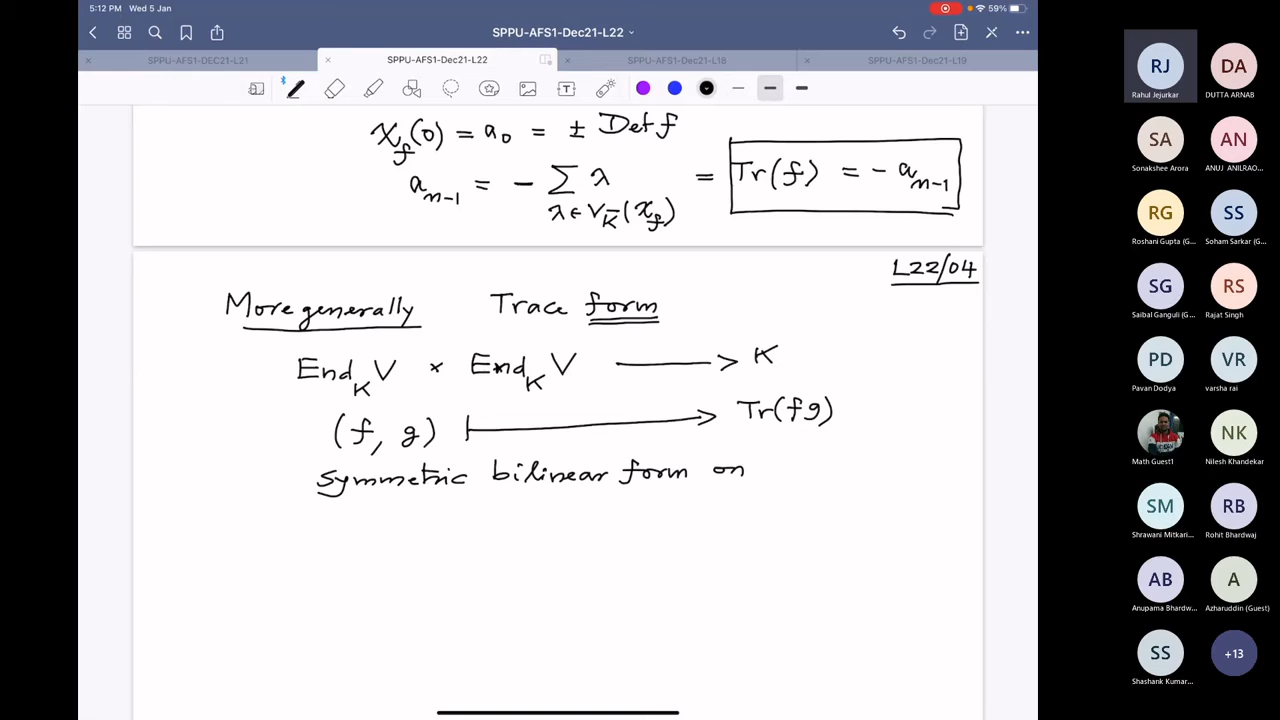 5:12 PM Wed 5 Jan
59%
SPPU-AFS1-Dec21-L22
SPPU-AFS1-DEC21-L21
SPPU-AFS1-Dec21-L22
SPPU-AFS1-Dec21-L18
SPPU-AFS1-Dec21-L19
χ_f(0) = a_0 = ± Det f
a_{n-1} = - ∑_{λ ∈ V_{K̄}(χ_f)} λ = Tr(f) = - a_{n-1}
L22/04
More generally Trace form
End_K V × End_K V ⟶ K
(f, g) ⟼ Tr(fg)
symmetric bilinear form on
RJ
Rahul Jejurkar
DA
DUTTA ARNAB
SA
Sonakshee Arora
AN
ANUJ ANILRAO...
RG
Roshani Gupta (G...
SS
Soham Sarkar (G...
SG
Saibal Ganguli (G...
RS
Rajat Singh
PD
Pavan Dodya
VR
varsha rai
Math Guest1
NK
Nilesh Khandekar
SM
Shrawani Mitkari...
RB
Rohit Bhardwaj
AB
Anupama Bhardw...
A
Azharuddin (Guest)
SS
Shashank Kumar...
+13